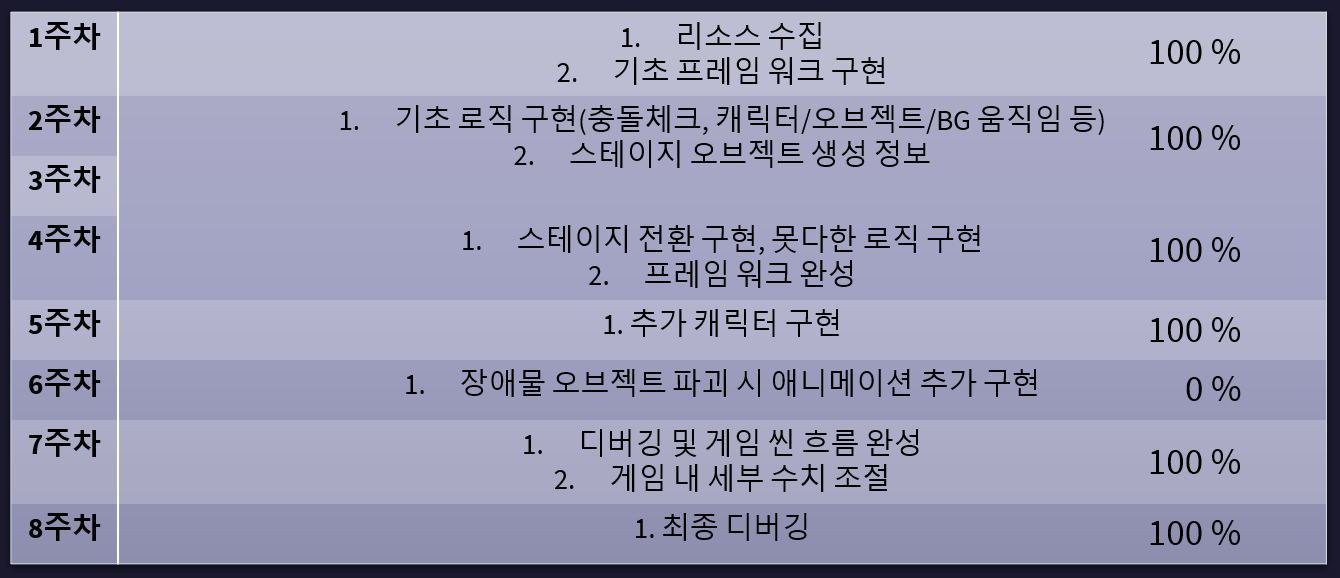 1주차
1. 리소스 수집
2. 기초 프레임 워크 구현
100 %
2주차
1. 기초 로직 구현(충돌체크, 캐릭터/오브젝트/BG 움직임 등)
2. 스테이지 오브젝트 생성 정보
100 %
3주차
4주차
1. 스테이지 전환 구현, 못다한 로직 구현
2. 프레임 워크 완성
100 %
5주차
1. 추가 캐릭터 구현
100 %
6주차
1. 장애물 오브젝트 파괴 시 애니메이션 추가 구현
0 %
7주차
1. 디버깅 및 게임 씬 흐름 완성
2. 게임 내 세부 수치 조절
100 %
8주차
1. 최종 디버깅
100 %